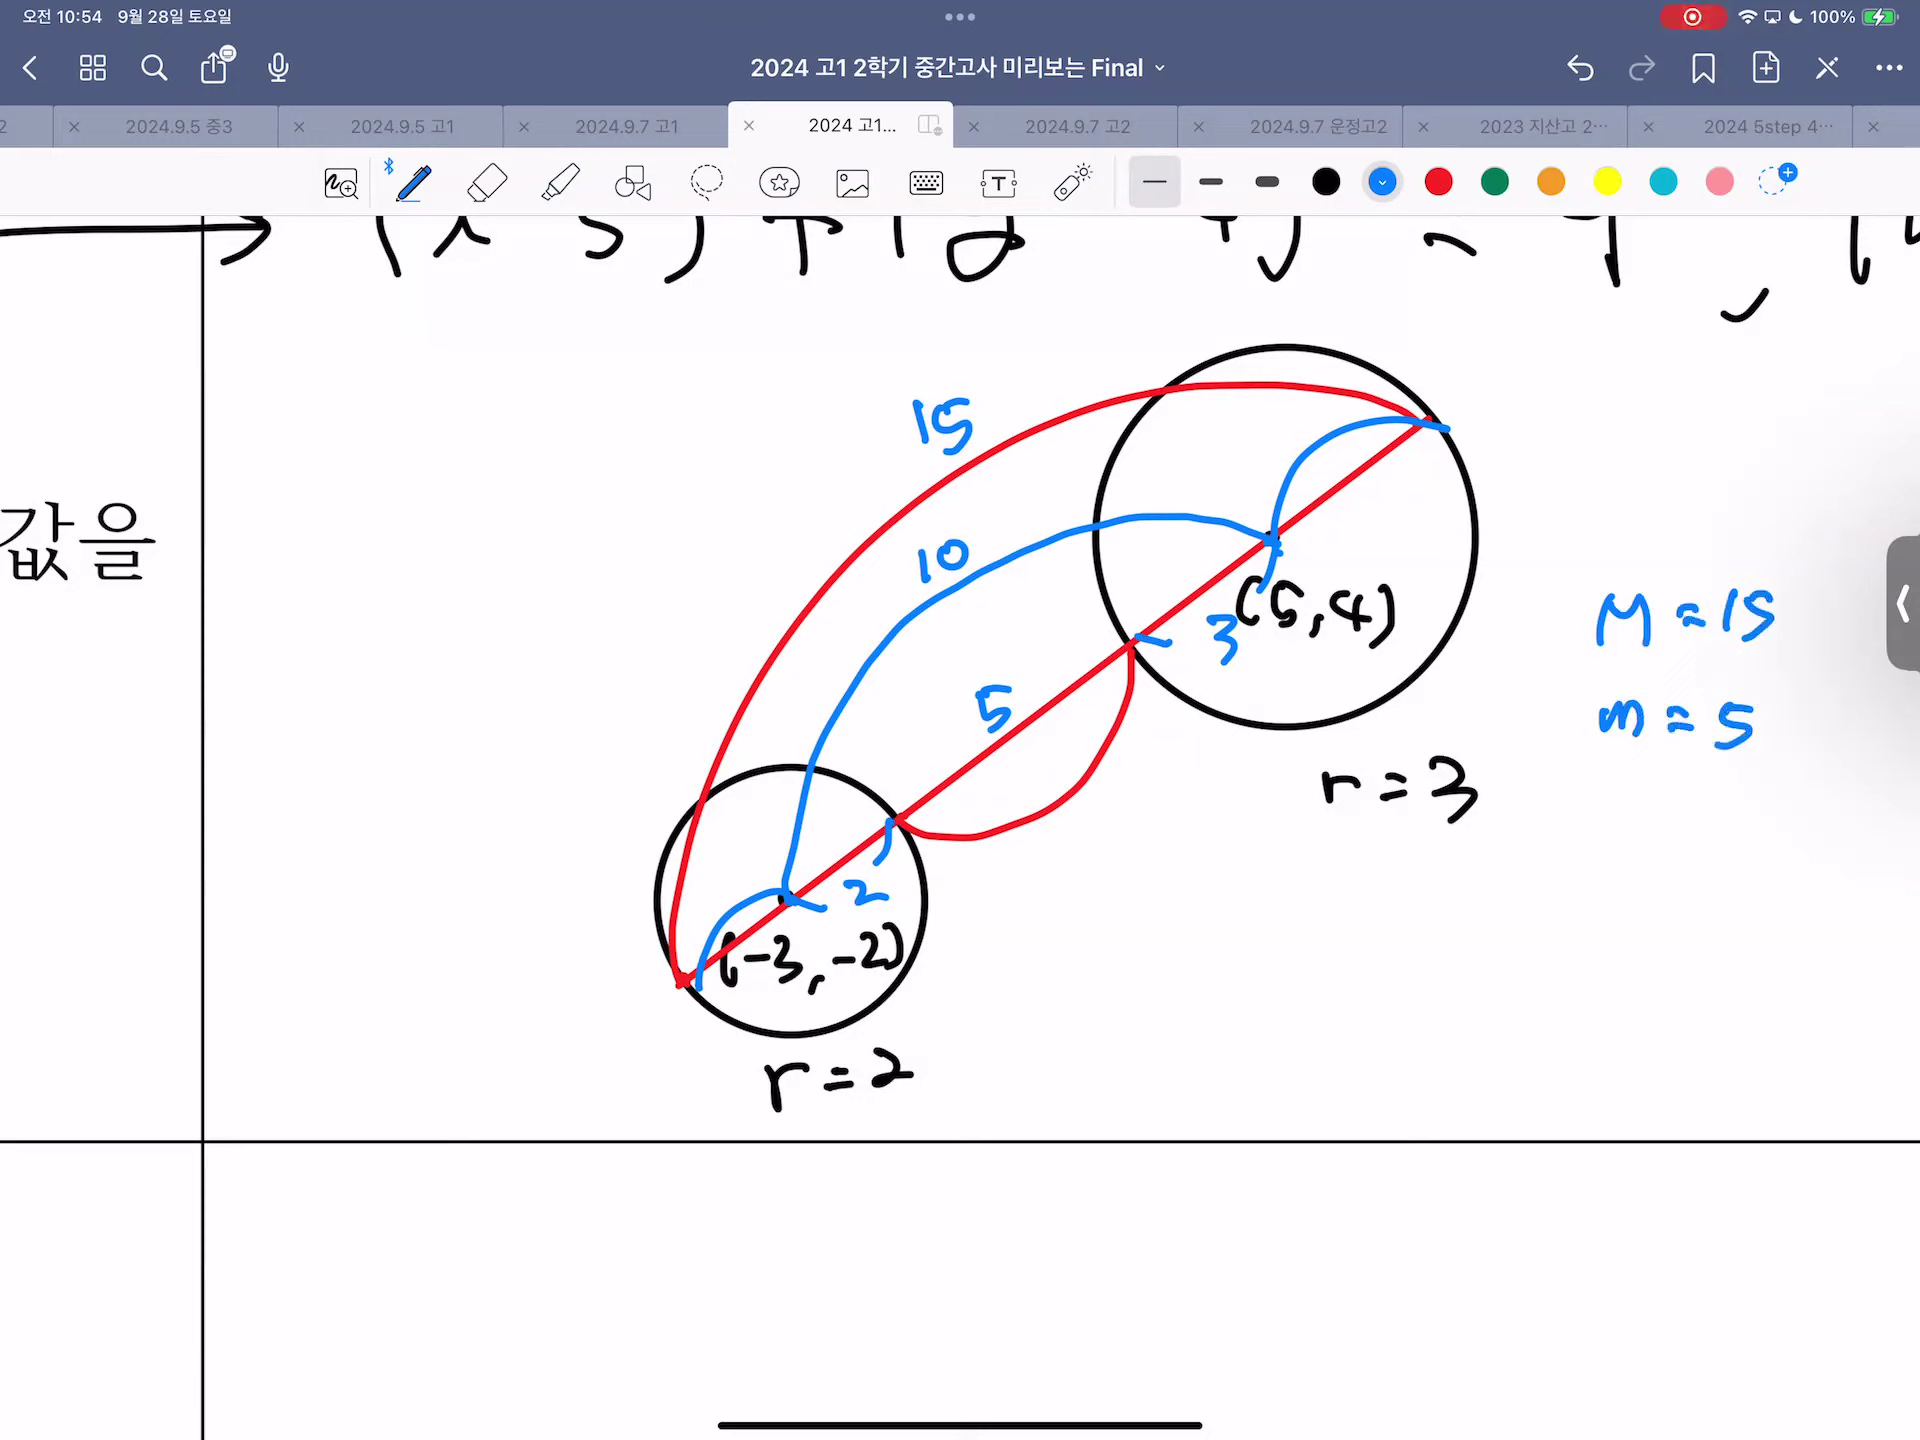 오전 10:54 9월 28일 토요일
100%
2024 고1 2학기 중간고사 미리보는 Final
2 2024.9.5 중3 2024.9.5 고1 2024.9.7 고1 2024 고1... 2024.9.7 고2 2024.9.7 운정고2 2023 지산고 2... 2024 5step 4...
값을
15
10
(5,4)
3
M=15
5
m=5
r=3
2
(-3,-2)
r=2